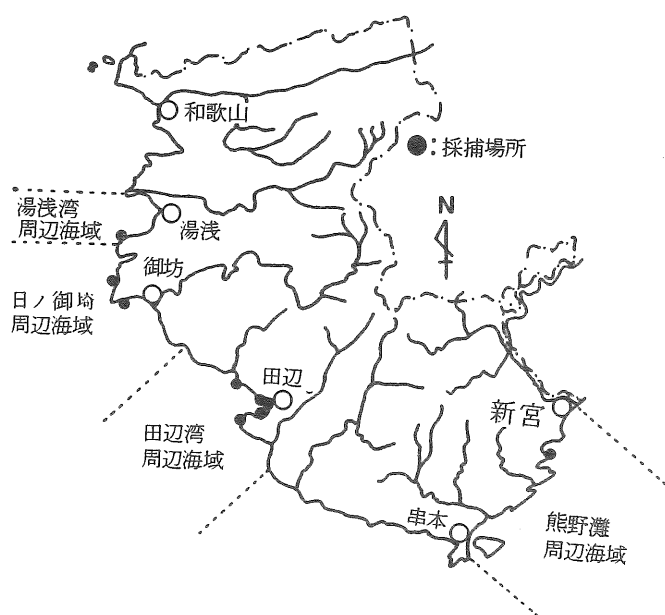 和歌山
●:採捕場所
湯浅湾
周辺海域
湯浅
N
御坊
日ノ御埼
周辺海域
田辺
新宮
田辺湾
周辺海域
串本
熊野灘
周辺海域